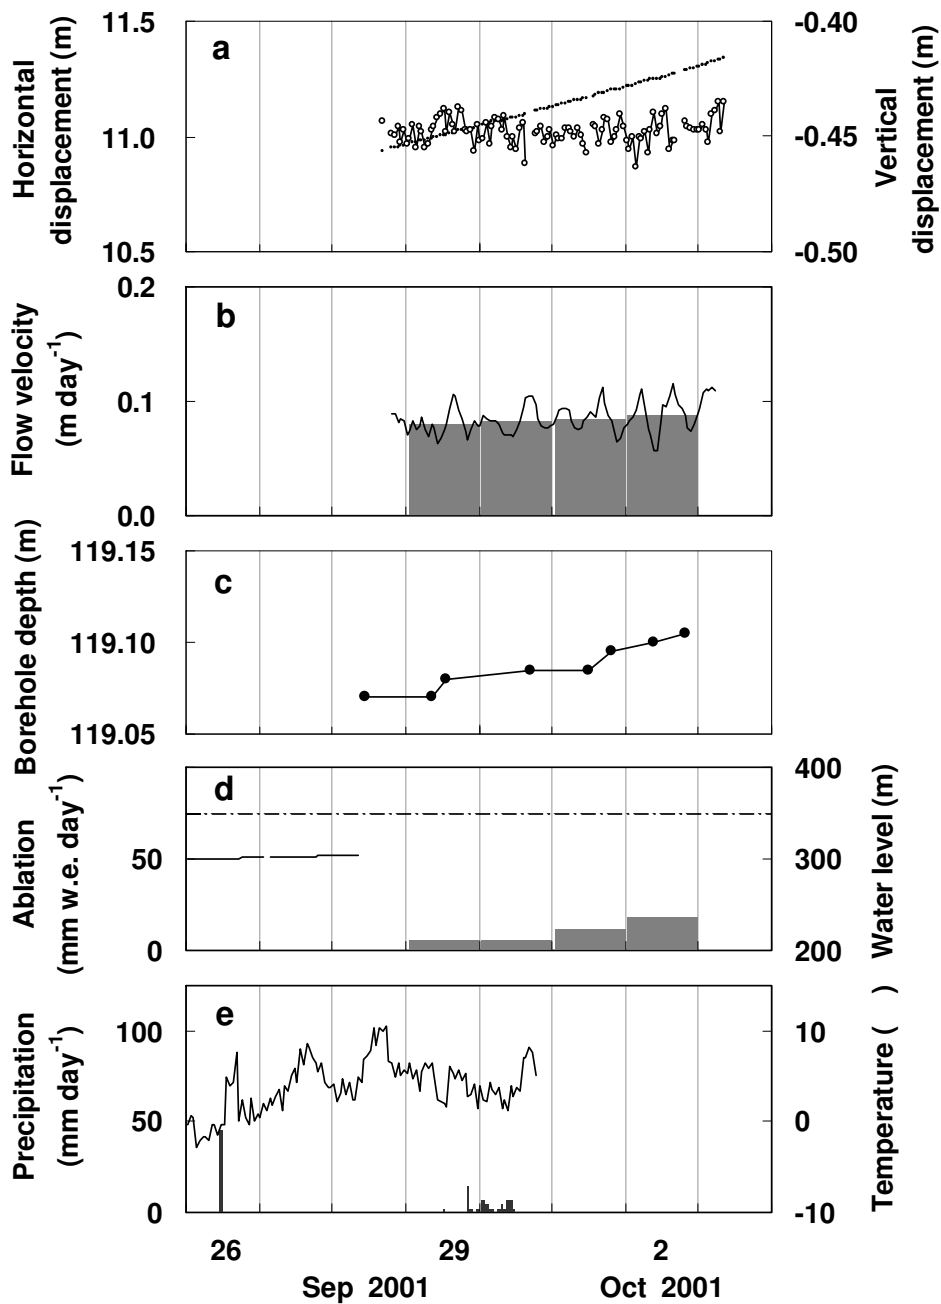 11.5
11.0
10.5
Horizontal
displacement (m)
a
-0.40
-0.45
-0.50
Vertical
displacement (m)
0.2
0.1
0.0
Flow velocity
(m day-1)
b
119.15
119.10
119.05
Borehole depth (m)
c
50
0
Ablation
(mm w.e. day-1)
d
400
300
200
Water level (m)
100
50
0
Precipitation
(mm day-1)
e
10
0
-10
Temperature ( )
26 29 2
Sep 2001 Oct 2001